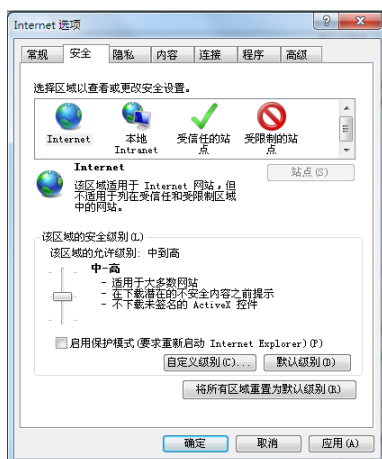 Internet 选项
常规 安全 隐私 内容 连接 程序 高级
选择区域以查看或更改安全设置。
Internet 本地 Intranet 受信任的站点 受限制的站点
Internet
站点(S)
该区域适用于 Internet 网站，但
不适用于列在受信任和受限制区域
中的网站。
该区域的安全级别(L)
该区域的允许级别: 中到高
中-高
- 适用于大多数网站
- 在下载潜在的不安全内容之前提示
- 不下载未签名的 ActiveX 控件
启用保护模式(要求重新启动 Internet Explorer)(P)
自定义级别(C)... 默认级别(D)
将所有区域重置为默认级别(R)
确定 取消 应用(A)